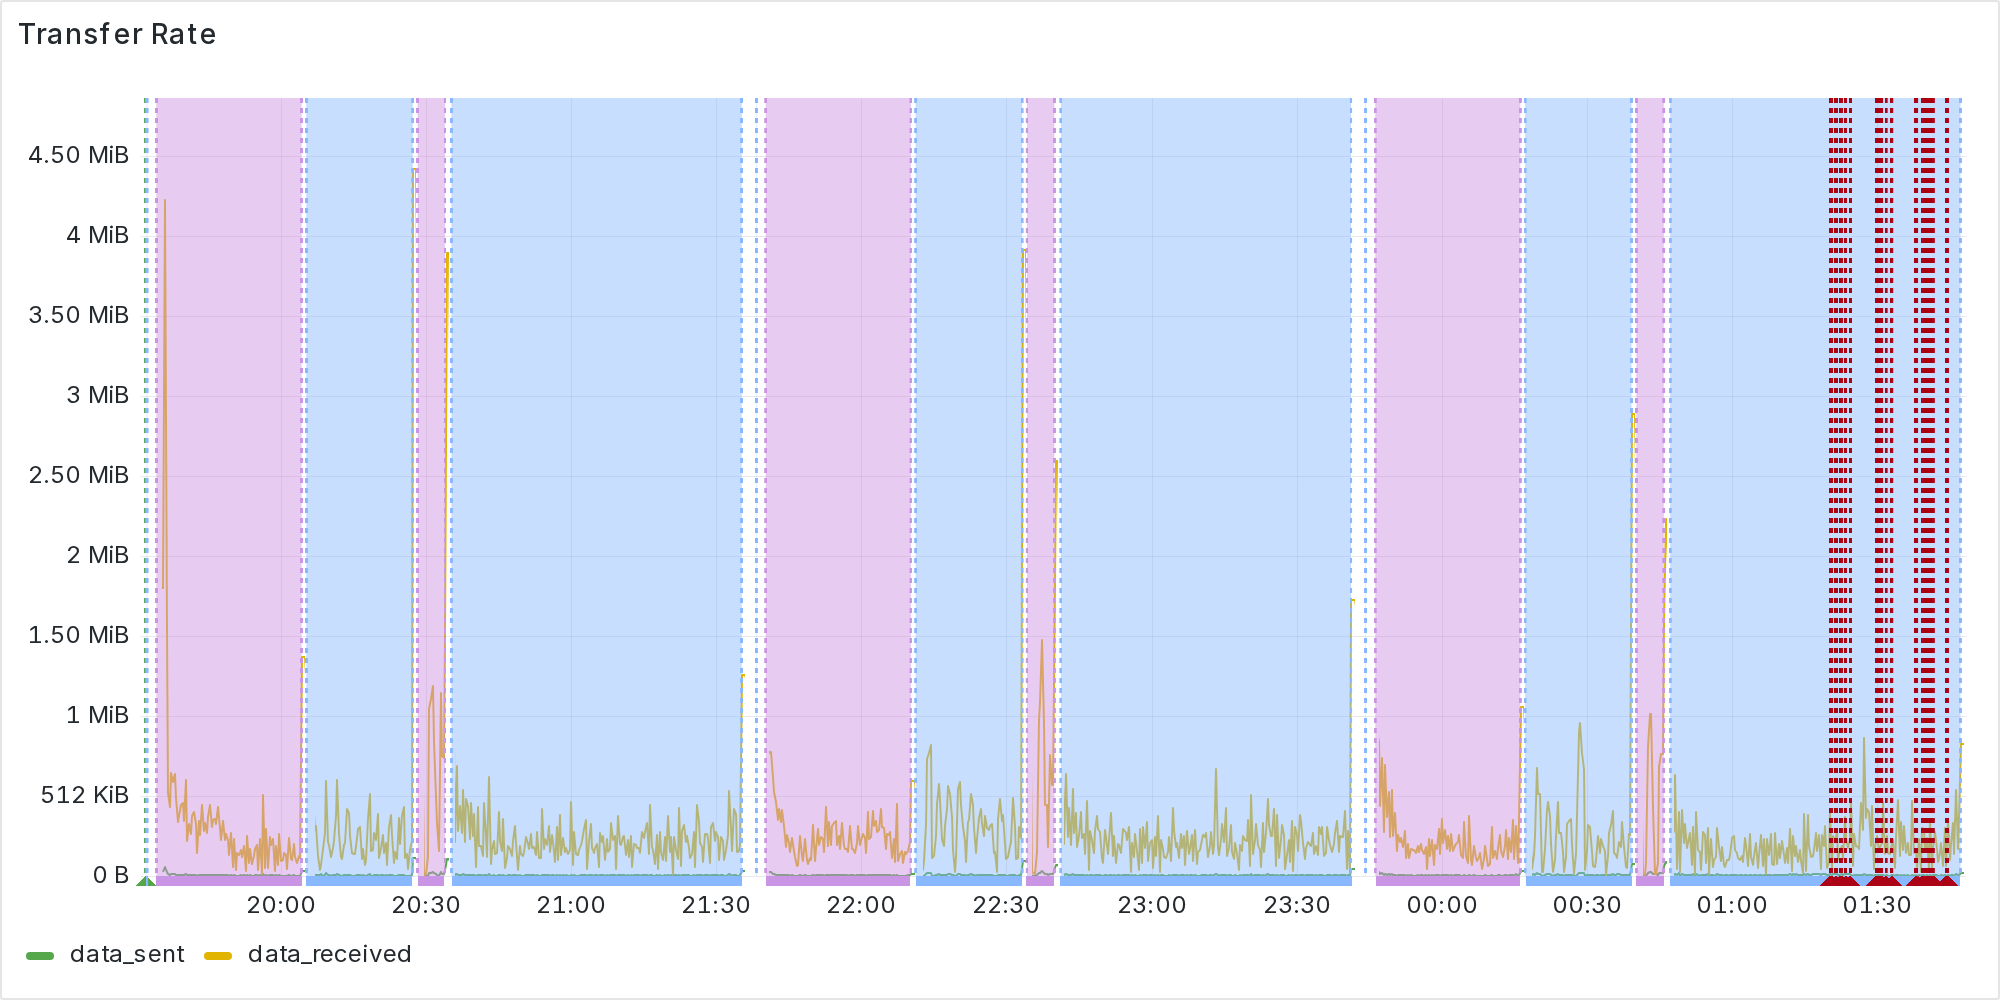 Transfer Rate
4.50 MiB
4 MiB
3.50 MiB
3 MiB
2.50 MiB
2 MiB
1.50 MiB
1 MiB
512 KiB
0 B
20:00 20:30 21:00 21:30 22:00 22:30 23:00 23:30 00:00 00:30 01:00 01:30
data_sent data_received